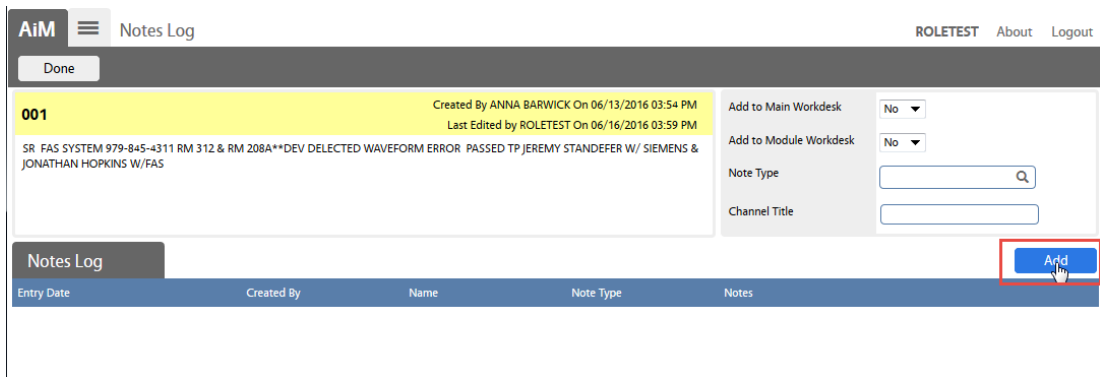 AiM Notes Log ROLETEST About Logout
Done
001
Created By ANNA BARWICK On 06/13/2016 03:54 PM
Last Edited by ROLETEST On 06/16/2016 03:59 PM
SR FAS SYSTEM 979-845-4311 RM 312 & RM 208A**DEV DELECTED WAVEFORM ERROR PASSED TP JEREMY STANDEFER W/ SIEMENS &
JONATHAN HOPKINS W/FAS
Add to Main Workdesk No
Add to Module Workdesk No
Note Type
Channel Title
Notes Log Add
Entry Date Created By Name Note Type Notes